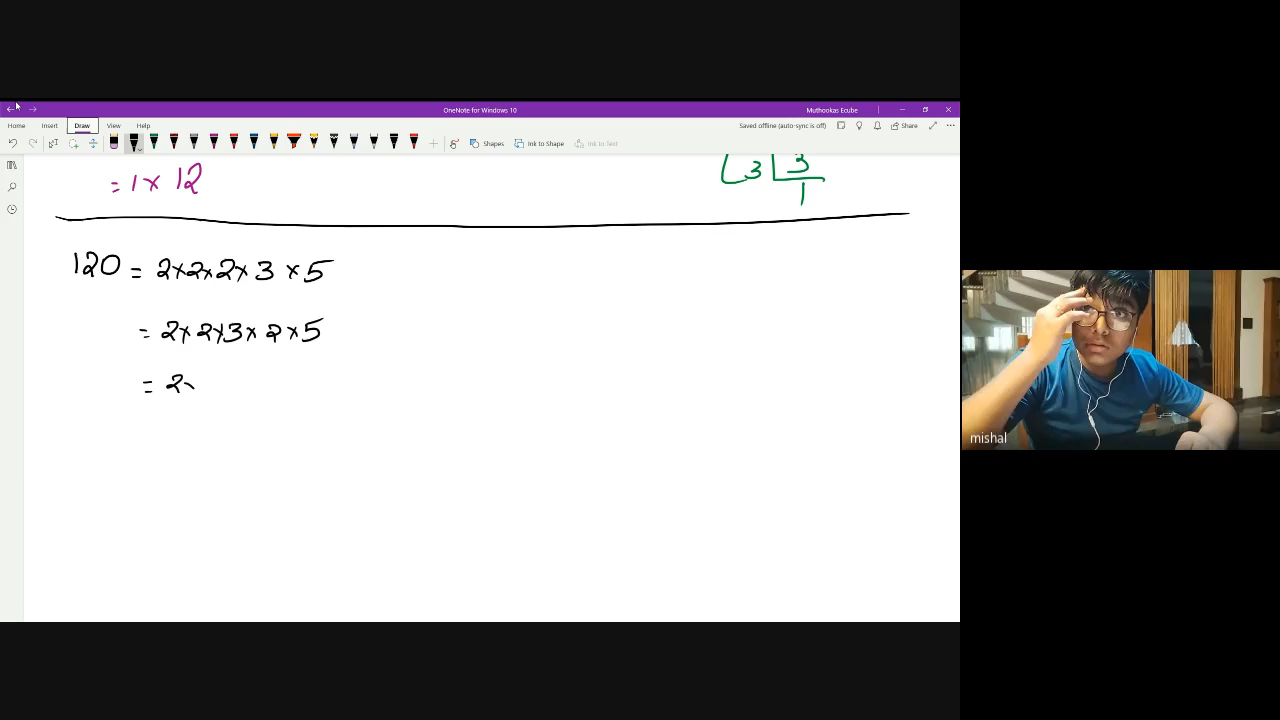 OneNote for Windows 10
Muthookas Ecube
Home Insert Draw View Help
Saved offline (auto-sync is off)
Share
Shapes
Ink to Shape
Ink to Text
= 1 × 12
3 3
1
120 = 2×2×2× 3 × 5
= 2× 2×3× 2 × 5
= 2×
mishal